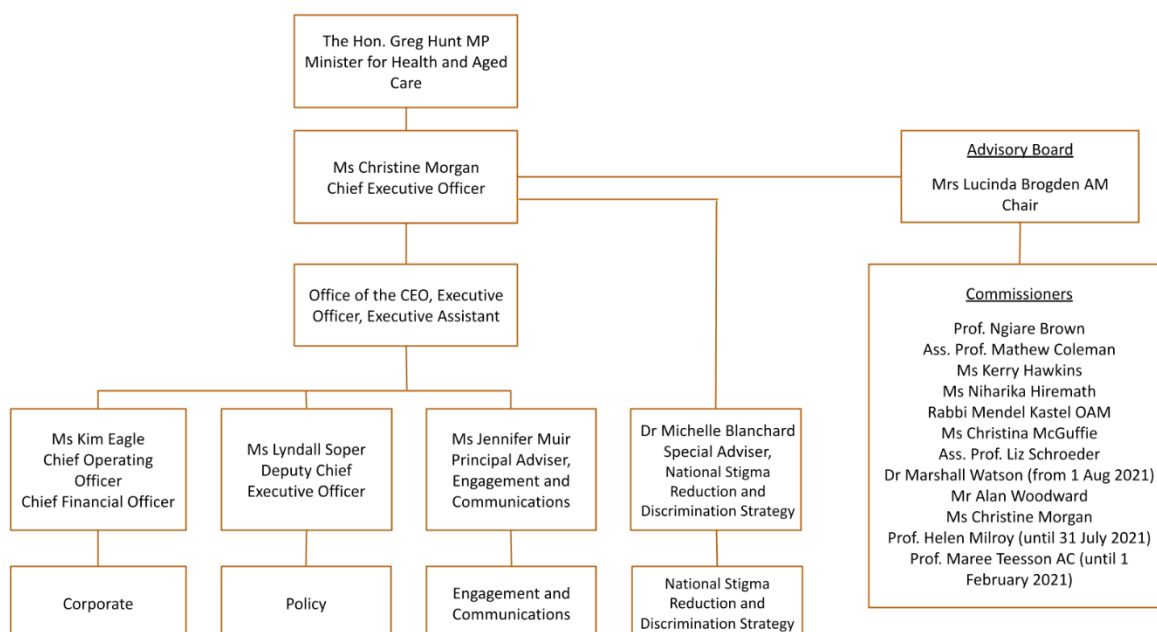 The Hon. Greg Hunt MP
Minister for Health and Aged
Care
Ms Christine Morgan
Chief Executive Officer
Advisory Board
Mrs Lucinda Brogden AM
Chair
Office of the CEO, Executive
Officer, Executive Assistant
Commissioners
Prof. Ngiare Brown
Ass. Prof. Mathew Coleman
Ms Kerry Hawkins
Ms Niharika Hiremath
Rabbi Mendel Kastel OAM
Ms Christina McGuffie
Ass. Prof. Liz Schroeder
Dr Marshall Watson (from 1 Aug 2021)
Mr Alan Woodward
Ms Christine Morgan
Prof. Helen Milroy (until 31 July 2021)
Prof. Maree Teesson AC (until 1
February 2021)
Ms Kim Eagle
Chief Operating
Officer
Chief Financial Officer
Ms Lyndall Soper
Deputy Chief
Executive Officer
Ms Jennifer Muir
Principal Adviser,
Engagement and
Communications
Dr Michelle Blanchard
Special Adviser,
National Stigma
Reduction and
Discrimination Strategy
Corporate
Policy
Engagement and
Communications
National Stigma
Reduction and
Discrimination Strategy